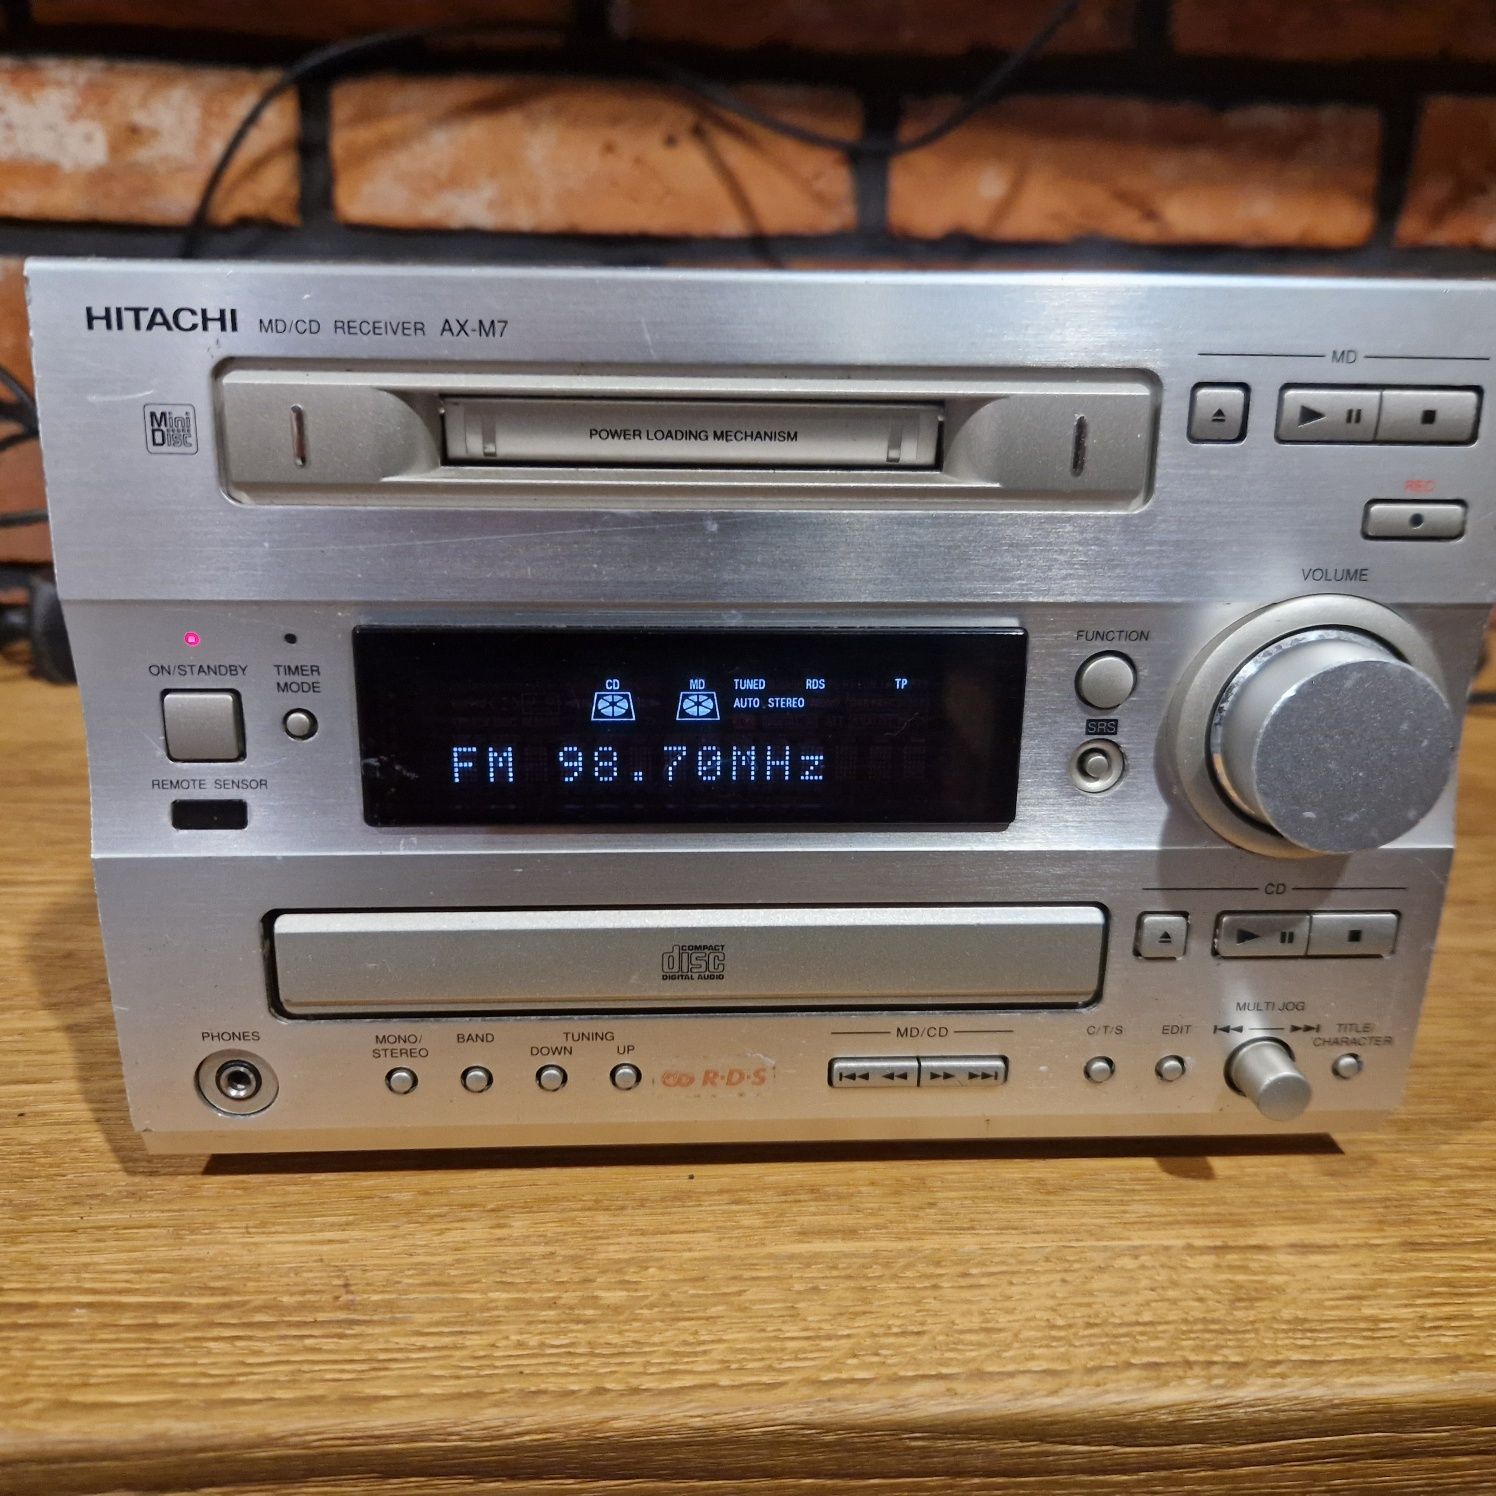 HITACHI MD/CD RECEIVER AX-M7
MD
Mini Disc
POWER LOADING MECHANISM
REC
VOLUME
ON/STANDBY
TIMER MODE
REMOTE SENSOR
CD MD TUNED RDS TP
AUTO STEREO
FM 98.70MHz
FUNCTION
SRS
CD
COMPACT
disc
DIGITAL AUDIO
PHONES
MONO/
STEREO
BAND
TUNING
DOWN UP
R·D·S
MD/CD
C/T/S
EDIT
MULTI JOG
TITLE/
CHARACTER